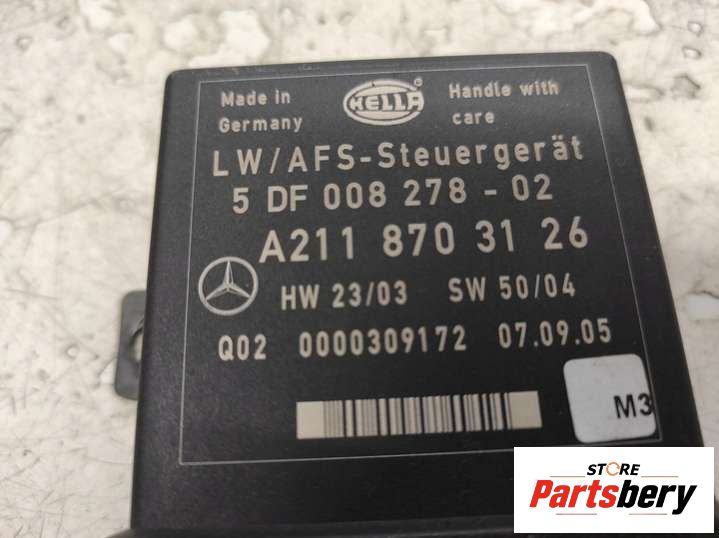 Made in
Germany
HELLA
®
Handle with
care
LW/AFS-Steuergerät
5 DF 008 278 - 02
A211 870 31 26
HW 23/03 SW 50/04
Q02 0000309172 07.09.05
M3
STORE
Partsbery